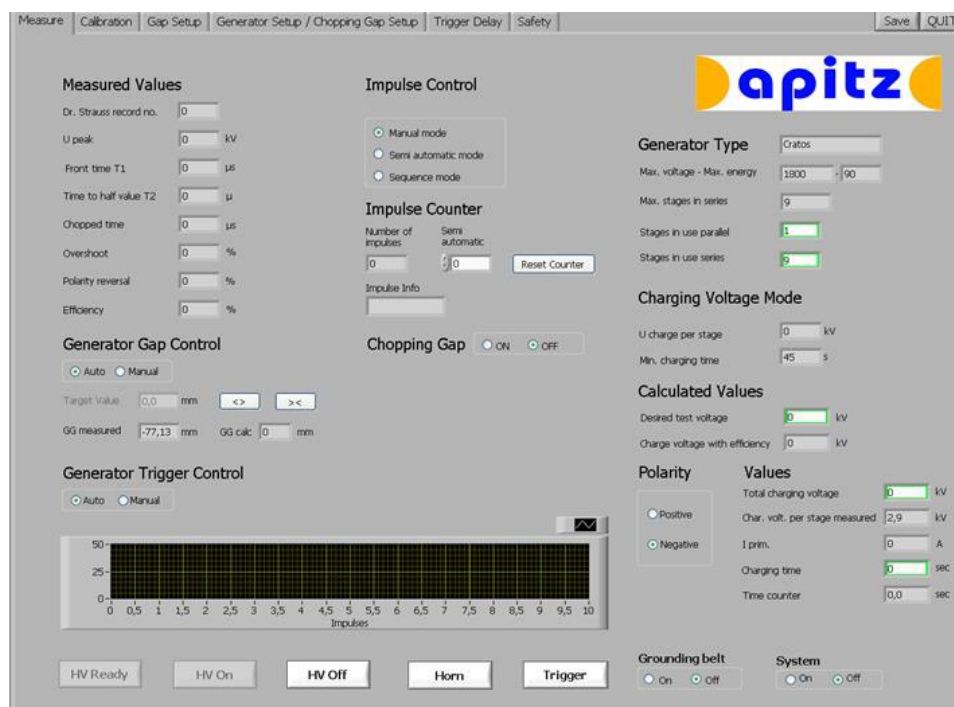 Measure Calibration Gap Setup Generator Setup / Chopping Gap Setup Trigger Delay Safety Save QUIT
apitz
Measured Values
Dr. Strauss record no. 0
U peak 0 kV
Front time T1 0 µs
Time to half value T2 0 µ
Chopped time 0 µs
Overshoot 0 %
Polarity reversal 0 %
Efficiency 0 %
Generator Gap Control
Auto Manual
Target Value 0,0 mm <> ><
GG measured -77,13 mm GG calc 0 mm
Generator Trigger Control
Auto Manual
50
25
0
0 0,5 1 1,5 2 2,5 3 3,5 4 4,5 5 5,5 6 6,5 7 7,5 8 8,5 9 9,5 10
Impulses
Impulse Control
Manual mode
Semi automatic mode
Sequence mode
Impulse Counter
Number of impulses
Semi automatic
0 0 Reset Counter
Impulse Info
Chopping Gap ON OFF
Generator Type Cratos
Max. voltage - Max. energy 1800 - 90
Max. stages in series 9
Stages in use parallel 1
Stages in use series 9
Charging Voltage Mode
U charge per stage 0 kV
Min. charging time 45 s
Calculated Values
Desired test voltage 0 kV
Charge voltage with efficiency 0 kV
Polarity
Positive
Negative
Values
Total charging voltage 0 kV
Char. volt. per stage measured 2,9 kV
I prim. 0 A
Charging time 0 sec
Time counter 0,0 sec
HV Ready HV On HV Off Horn Trigger
Grounding belt
On Off
System
On Off